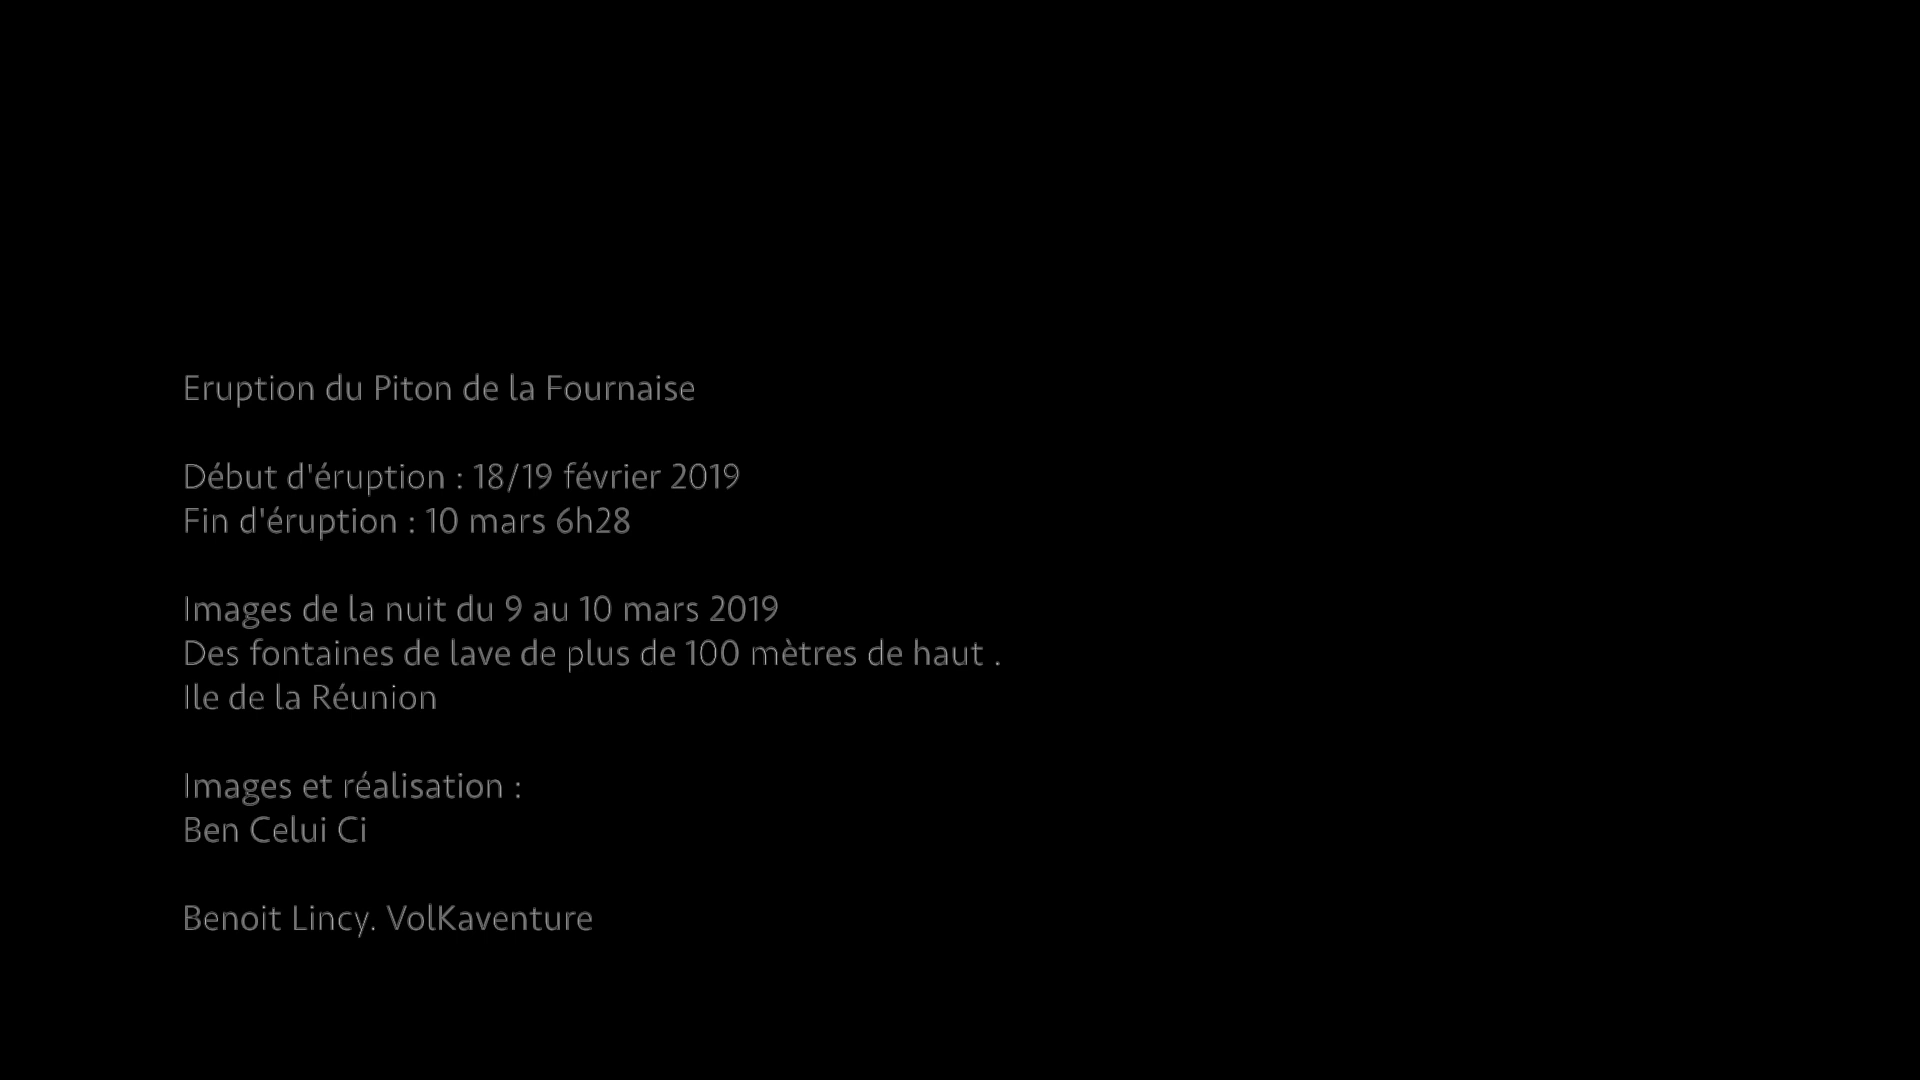 Eruption du Piton de la Fournaise
Début d'éruption : 18/19 février 2019
Fin d'éruption : 10 mars 6h28
Images de la nuit du 9 au 10 mars 2019
Des fontaines de lave de plus de 100 mètres de haut .
Ile de la Réunion
Images et réalisation :
Ben Celui Ci
Benoit Lincy. VolKaventure